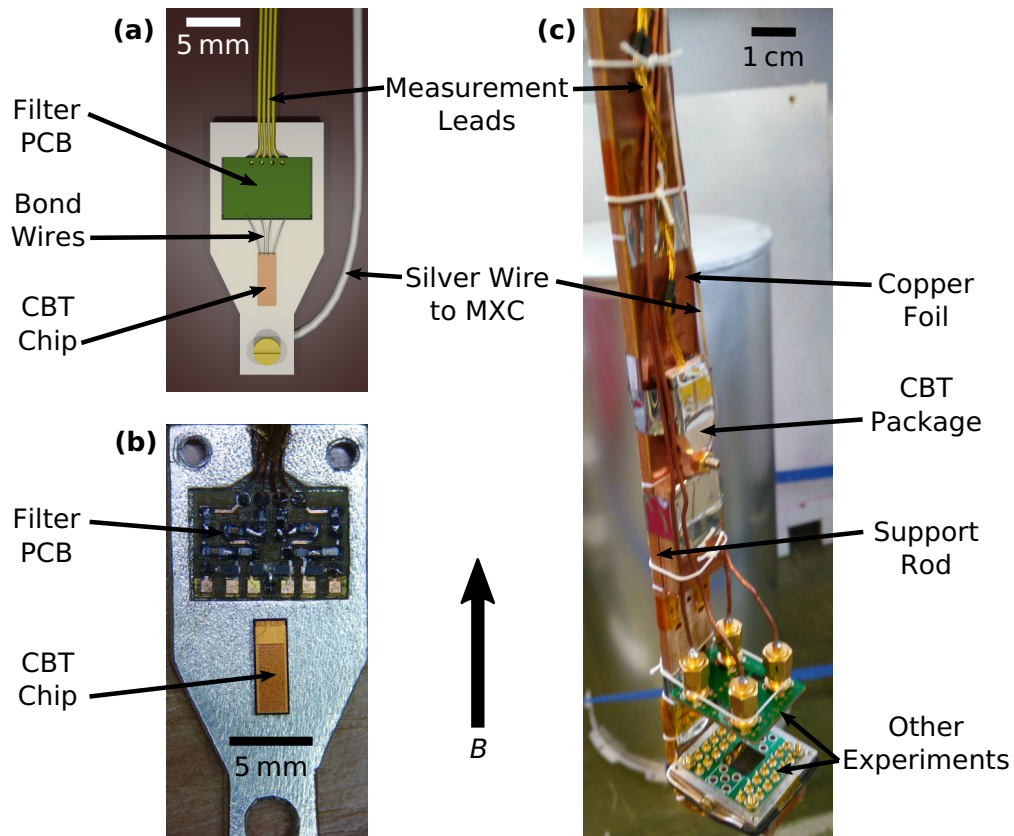 (a)
5 mm
Filter
PCB
Bond
Wires
CBT
Chip
Measurement
Leads
Silver Wire
to MXC
(b)
Filter
PCB
CBT
Chip
5 mm
B
(c)
1 cm
Copper
Foil
CBT
Package
Support
Rod
Other
Experiments